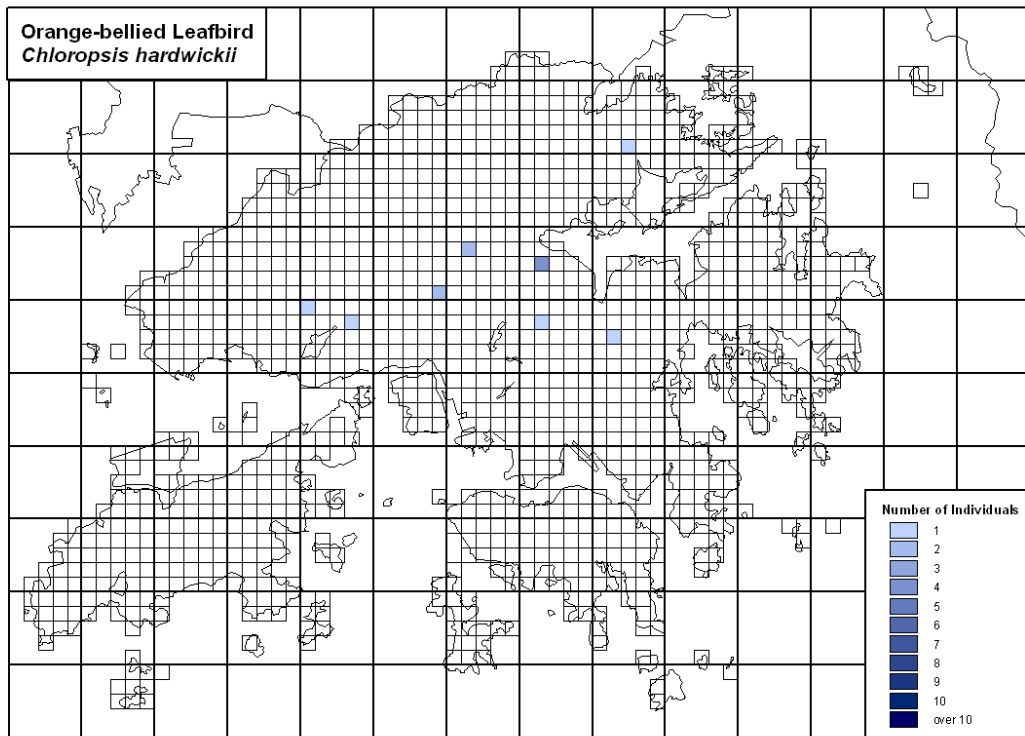 Orange-bellied Leafbird
Chloropsis hardwickii
Number of Individuals
1
2
3
4
5
6
7
8
9
10
over 10